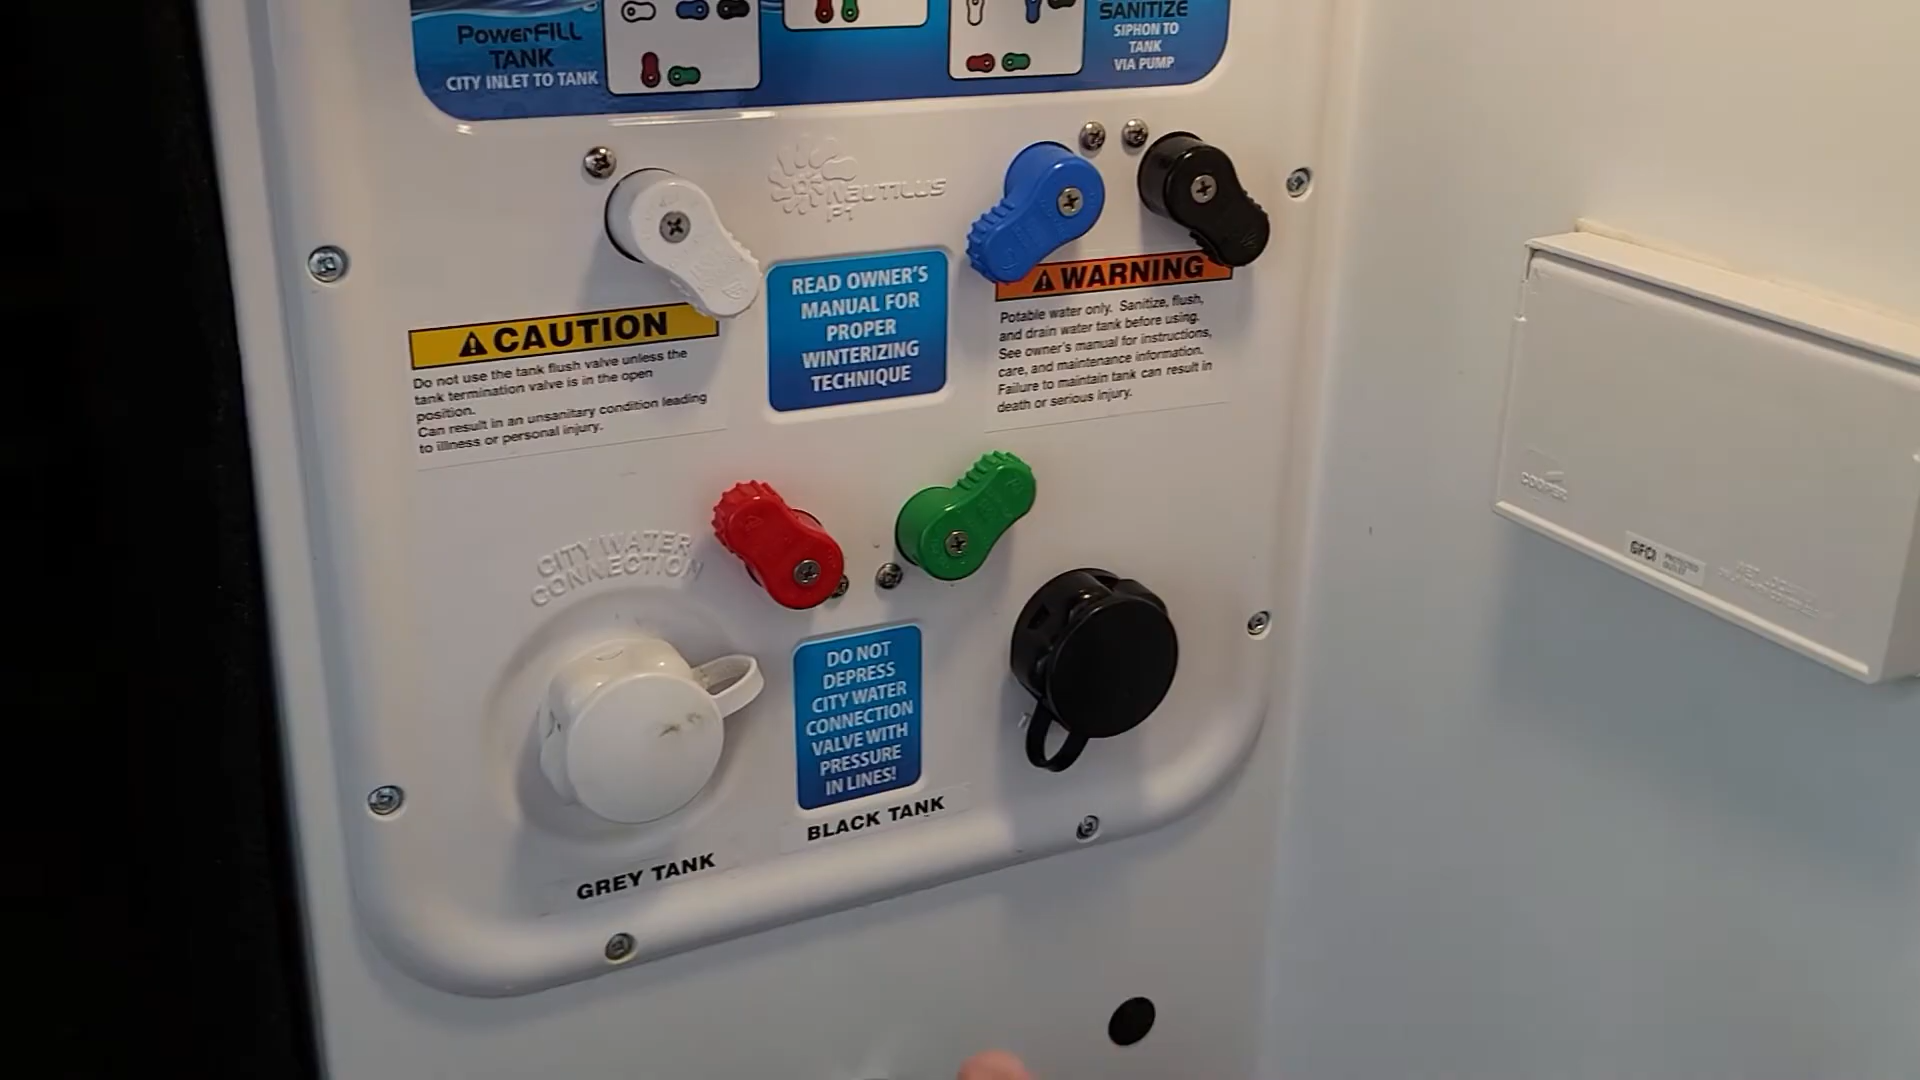 PowerFILL
TANK
CITY INLET TO TANK
SANITIZE
SIPHON TO
TANK
VIA PUMP
NAUTILUS
P1
READ OWNER'S
MANUAL FOR
PROPER
WINTERIZING
TECHNIQUE
CAUTION
Do not use the tank flush valve unless the
tank termination valve is in the open
position.
Can result in an unsanitary condition leading
to illness or personal injury.
WARNING
Potable water only. Sanitize, flush,
and drain water tank before using.
See owner's manual for instructions,
care, and maintenance information.
Failure to maintain tank can result in
death or serious injury.
CITY WATER
CONNECTION
DO NOT
DEPRESS
CITY WATER
CONNECTION
VALVE WITH
PRESSURE
IN LINES!
BLACK TANK
GREY TANK
COOPER
GFCI PROTECTED
OUTLET